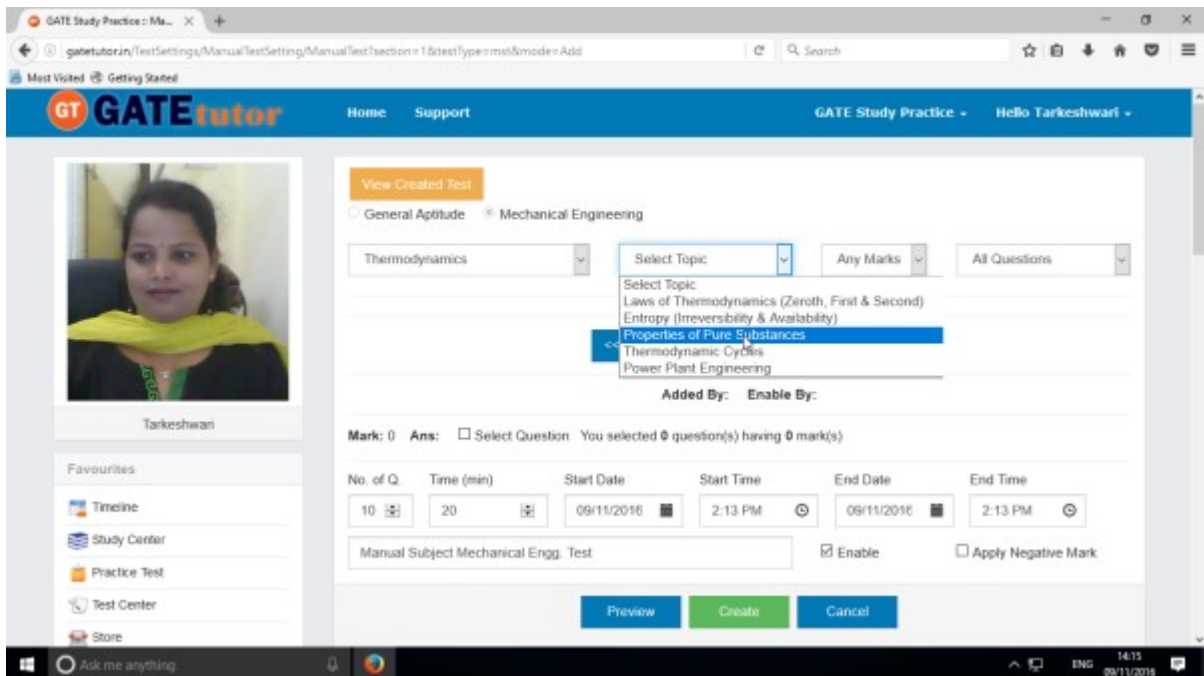 GATE Study Practice :: Ma...
gatetutor.in/TestSettings/ManualTestSetting/ManualTest?section=1&testType=mst&mode=Add
Search
Most Visited Getting Started
GT GATEtutor Home Support GATE Study Practice Hello Tarkeshwari
View Created Test
General Aptitude Mechanical Engineering
Thermodynamics Select Topic Any Marks All Questions
Select Topic
Laws of Thermodynamics (Zeroth, First & Second)
Entropy (Irreversibility & Availability)
Properties of Pure Substances
<<
Thermodynamic Cycles
Power Plant Engineering
Added By: Enable By:
Tarkeshwari
Mark: 0 Ans: Select Question You selected 0 question(s) having 0 mark(s)
Favourites
No. of Q. Time (min) Start Date Start Time End Date End Time
Timeline
10 20 09/11/2016 2:13 PM 09/11/2016 2:13 PM
Study Center
Manual Subject Mechanical Engg. Test Enable Apply Negative Mark
Practice Test
Test Center
Preview Create Cancel
Store
Ask me anything
ENG 14:15
09/11/2016